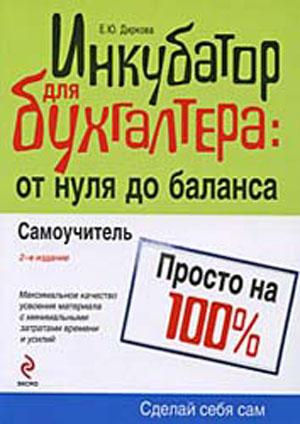 Е.Ю. Диркова
Инкубатор
для
бухгалтера:
от нуля до баланса
Самоучитель
2-е издание
Просто на
100%
Максимальное качество
усвоения материала
с минимальными
затратами времени
и усилий
ЭКСМО
Сделай себя сам